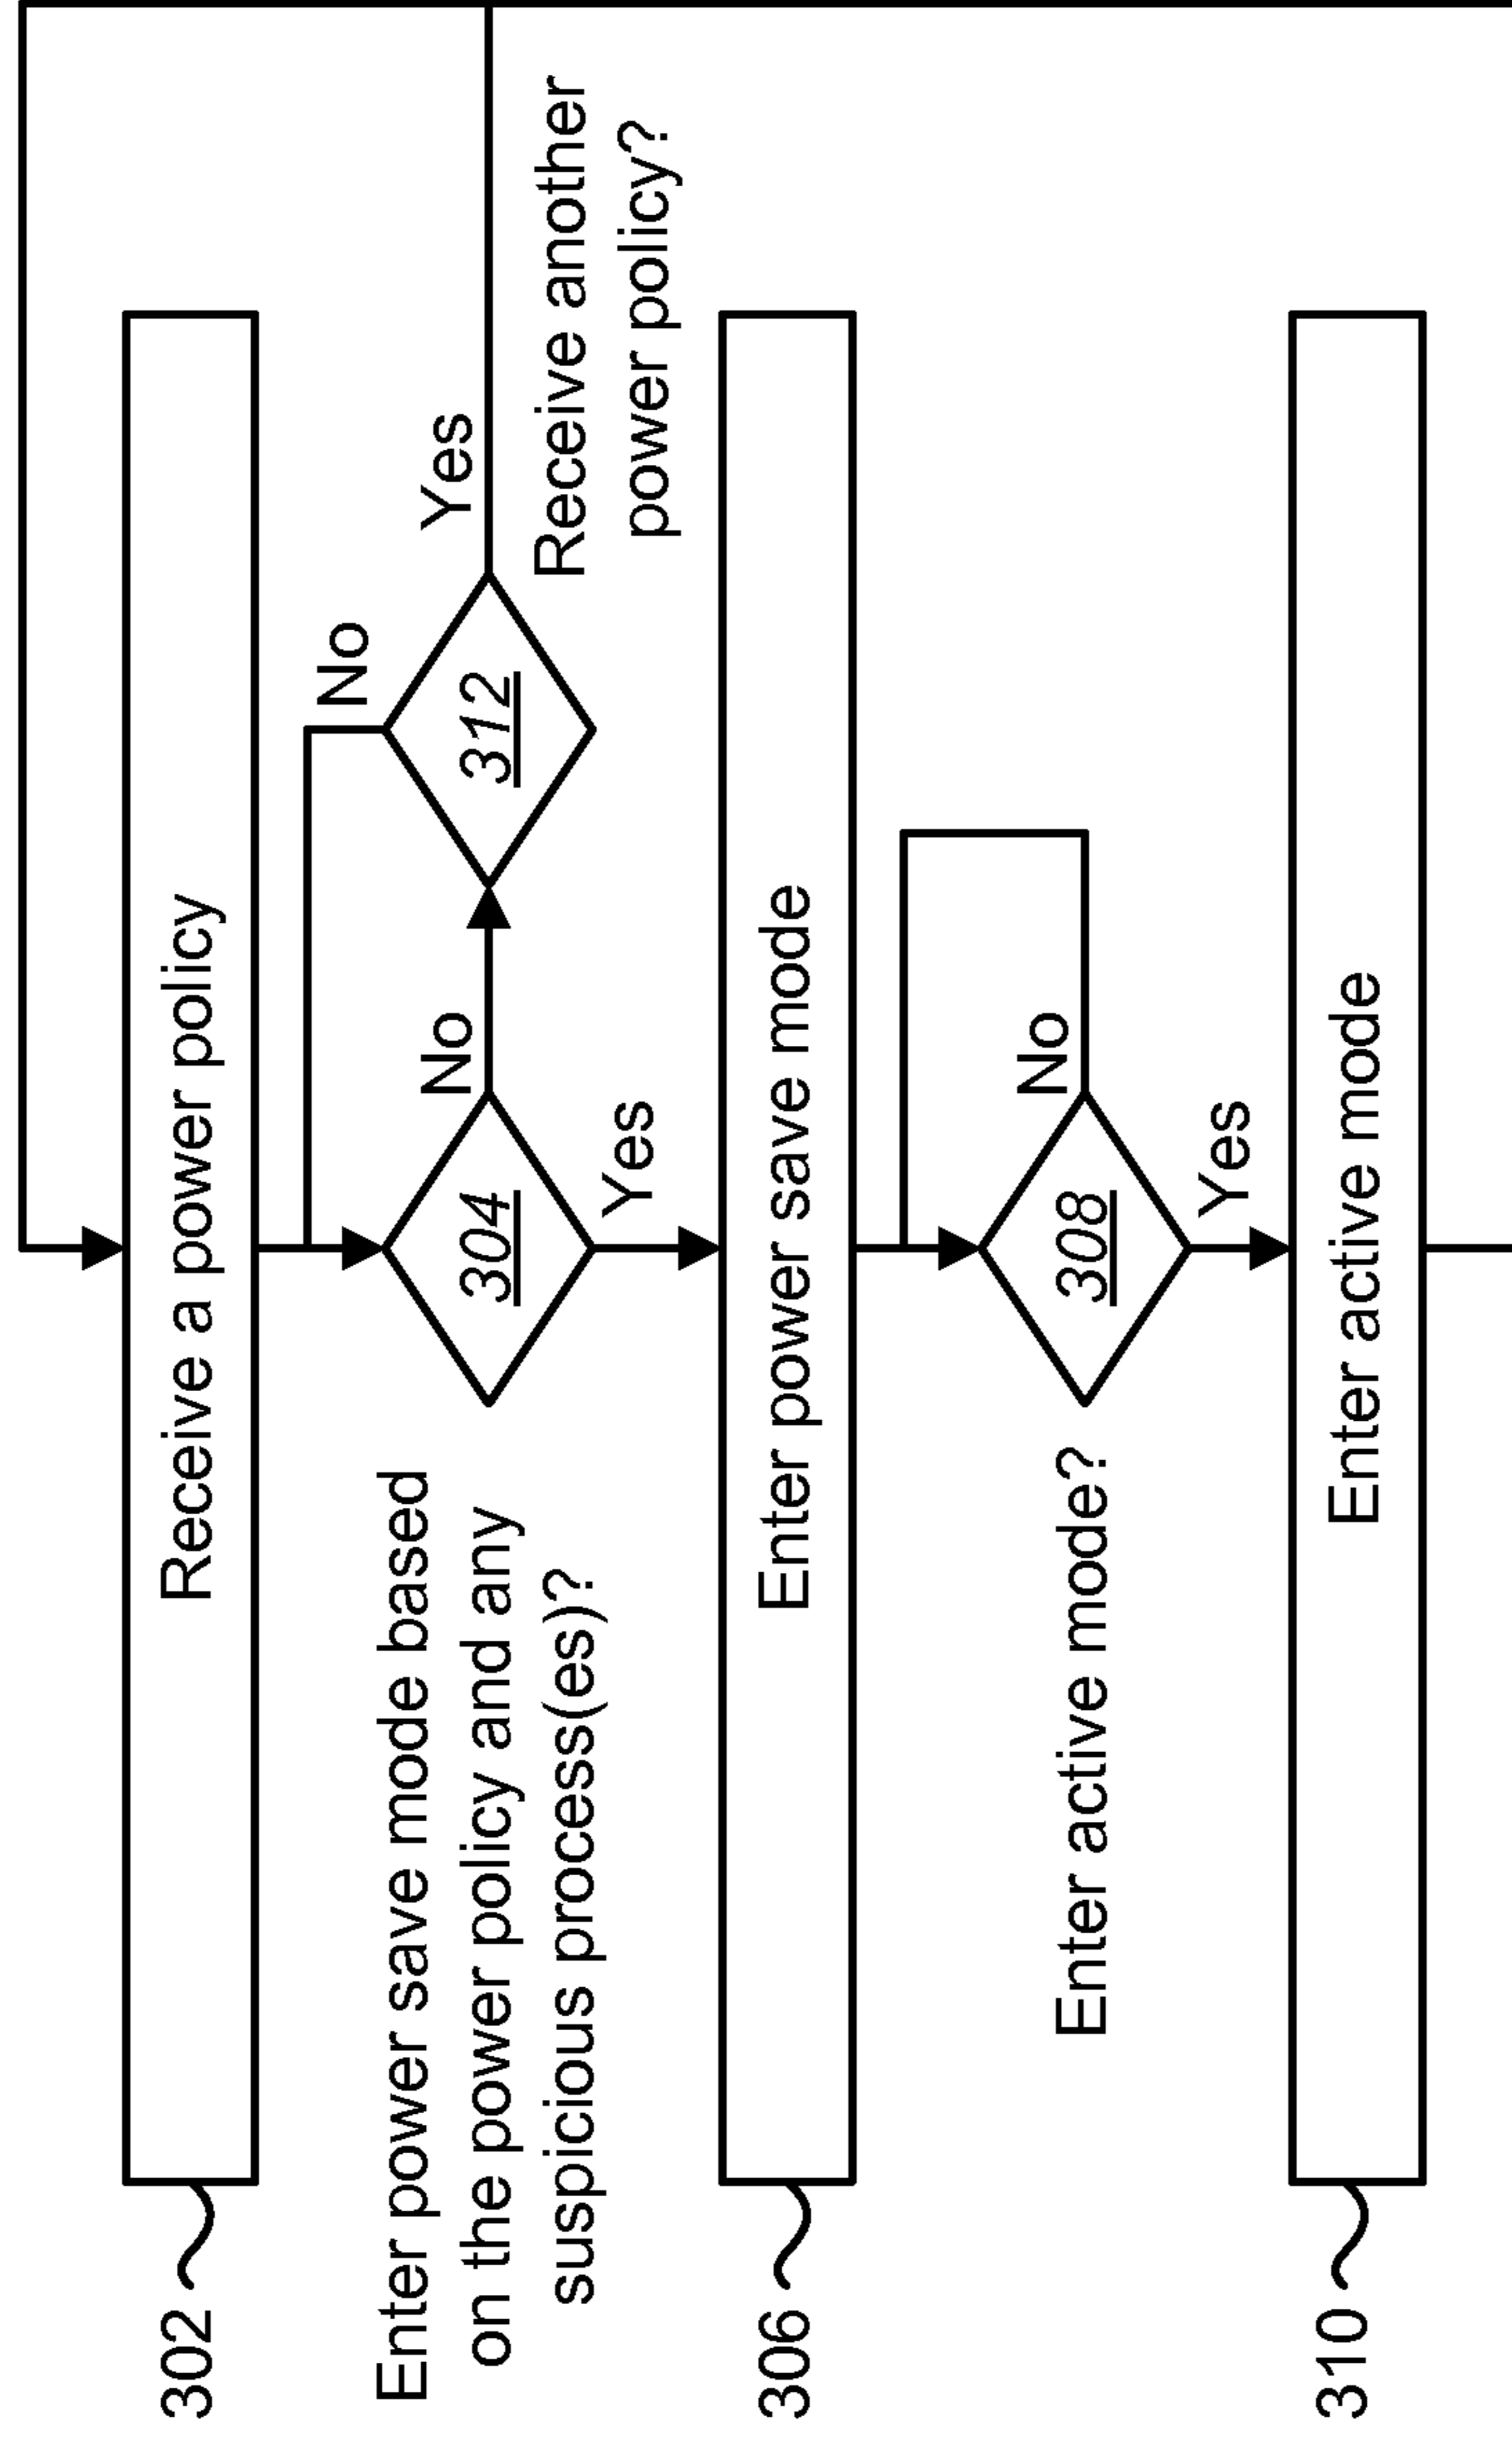 302
Receive a power policy
Enter power save mode based
on the power policy and any
suspicious process(es)?
304
No
Yes
312
No
Yes
Receive another
power policy?
306
Enter power save mode
Enter active mode?
308
No
Yes
310
Enter active mode